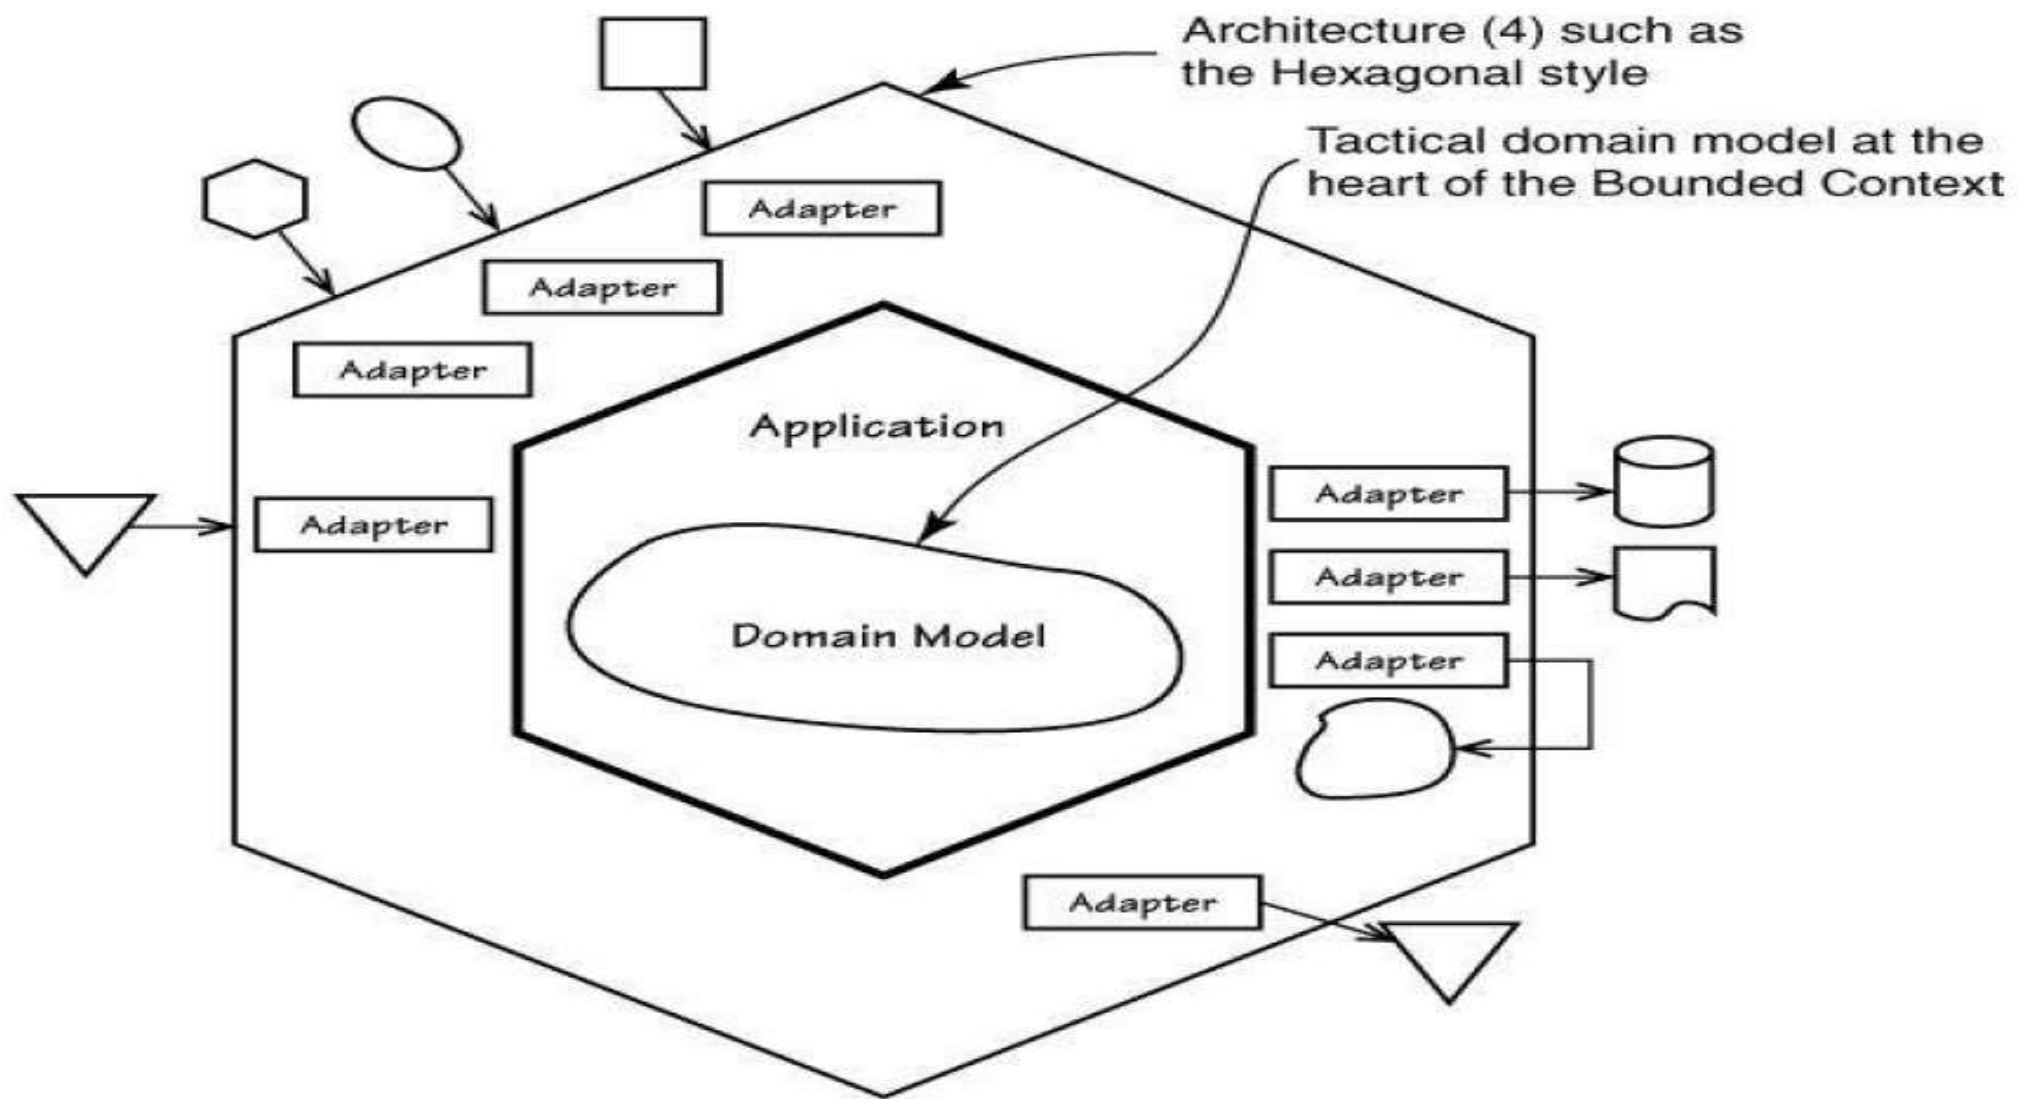 Architecture (4) such as
the Hexagonal style
Tactical domain model at the
heart of the Bounded Context
Adapter
Adapter
Adapter
Application
Adapter
Adapter
Adapter
Domain Model
Adapter
Adapter